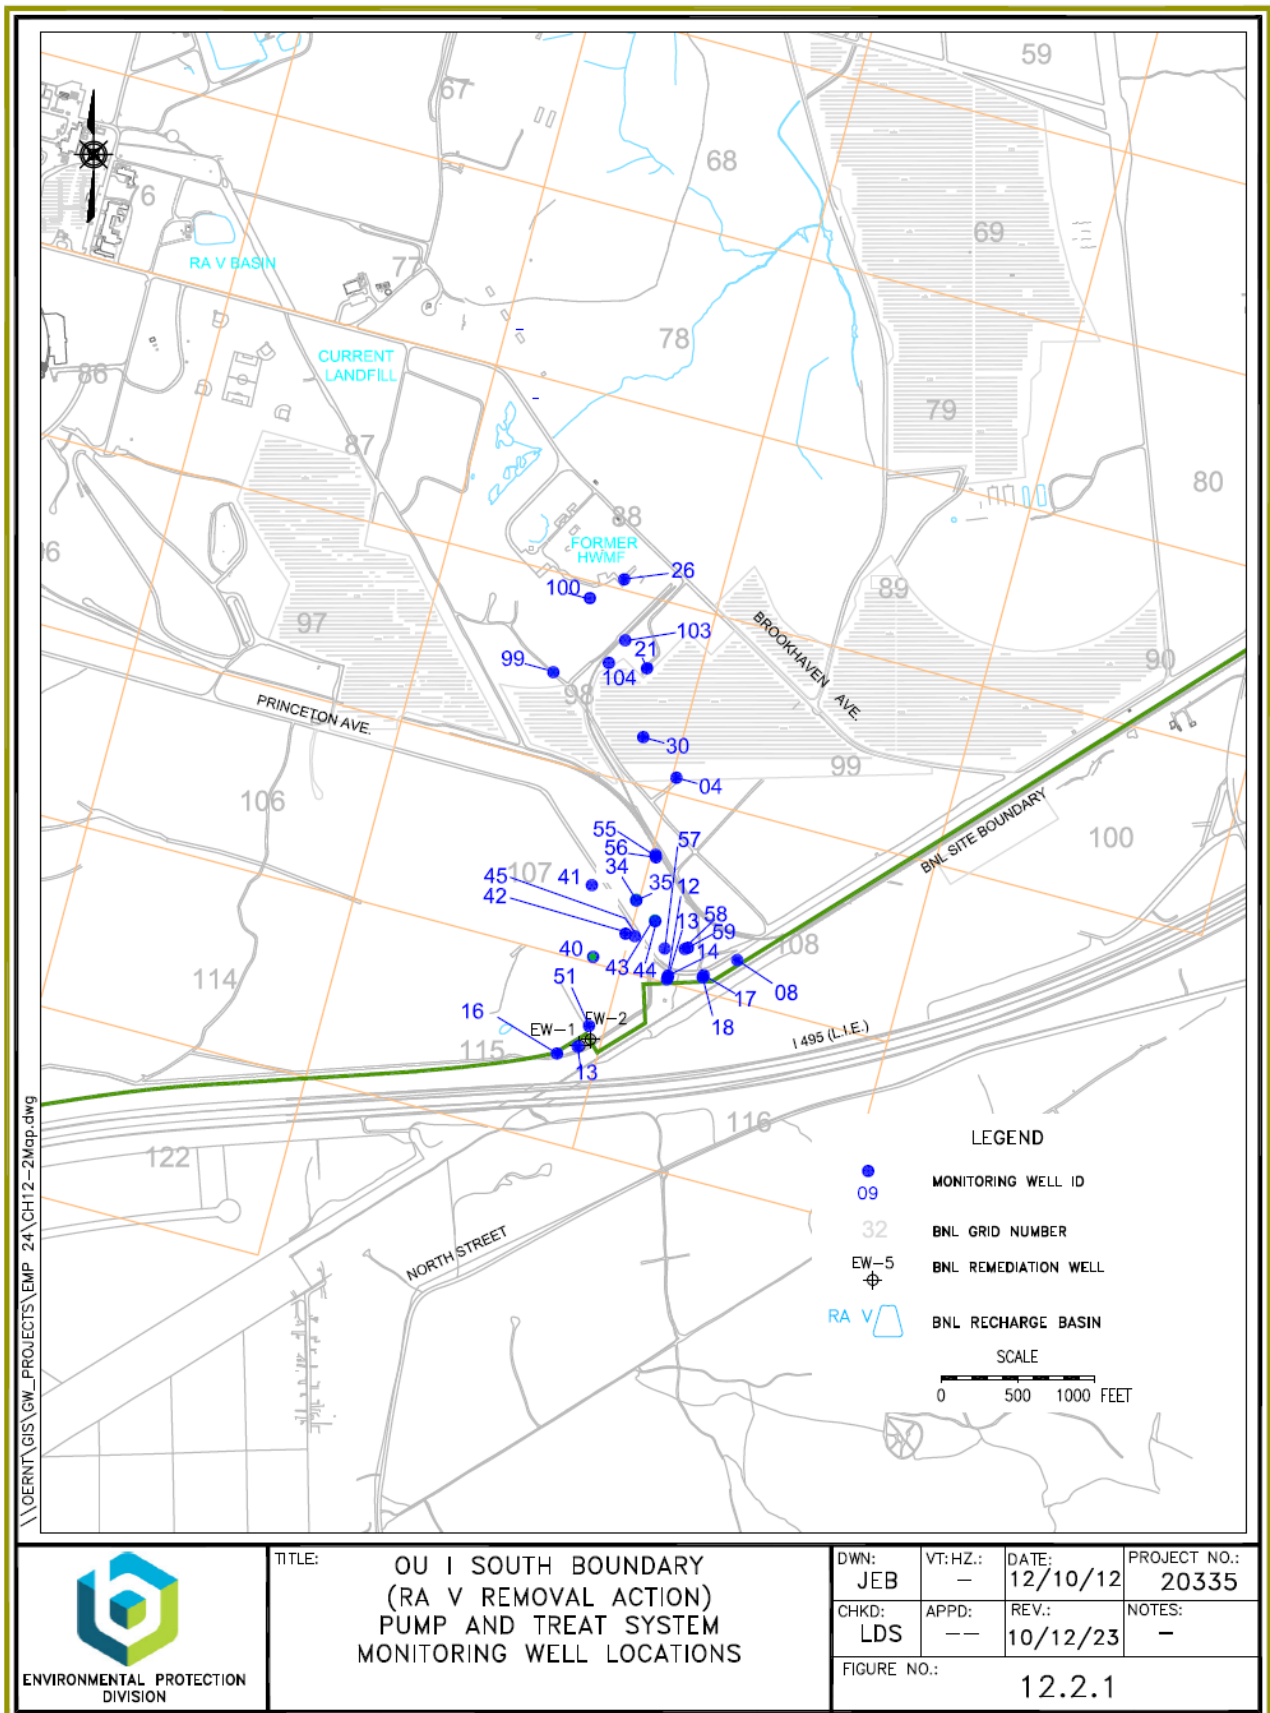 59
67
68
6
69
RA V BASIN
77
78
CURRENT
LANDFILL
86
79
87
80
88
FORMER
HWMF
96
26
100
89
97
103
BROOKHAVEN AVE.
21
99
104
90
98
PRINCETON AVE.
30
99
04
106
BNL SITE BOUNDARY
100
55
57
56
107
34
45
41
35
12
42
58
13
59
108
40
14
43
44
114
51
08
17
16
EW-2
18
EW-1
I 495 (L.I.E.)
115
13
116
122
NORTH STREET
LEGEND
09
MONITORING WELL ID
32
BNL GRID NUMBER
EW-5
BNL REMEDIATION WELL
RA V
BNL RECHARGE BASIN
SCALE
0 500 1000 FEET
\\OERNT\GIS\GW_PROJECTS\EMP 24\CH12-2Map.dwg
ENVIRONMENTAL PROTECTION
DIVISION
TITLE:
OU I SOUTH BOUNDARY
(RA V REMOVAL ACTION)
PUMP AND TREAT SYSTEM
MONITORING WELL LOCATIONS
DWN:
JEB
VT:HZ.:
—
DATE:
12/10/12
PROJECT NO.:
20335
CHKD:
LDS
APPD:
——
REV.:
10/12/23
NOTES:
—
FIGURE NO.:
12.2.1